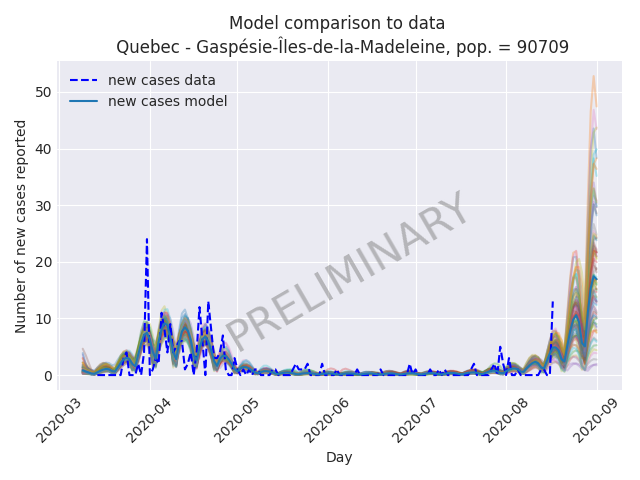 Model comparison to data
Quebec - Gaspésie-Îles-de-la-Madeleine, pop. = 90709
new cases data
new cases model
PRELIMINARY
Number of new cases reported
50
40
30
20
10
0
2020-03
2020-04
2020-05
2020-06
2020-07
2020-08
2020-09
Day